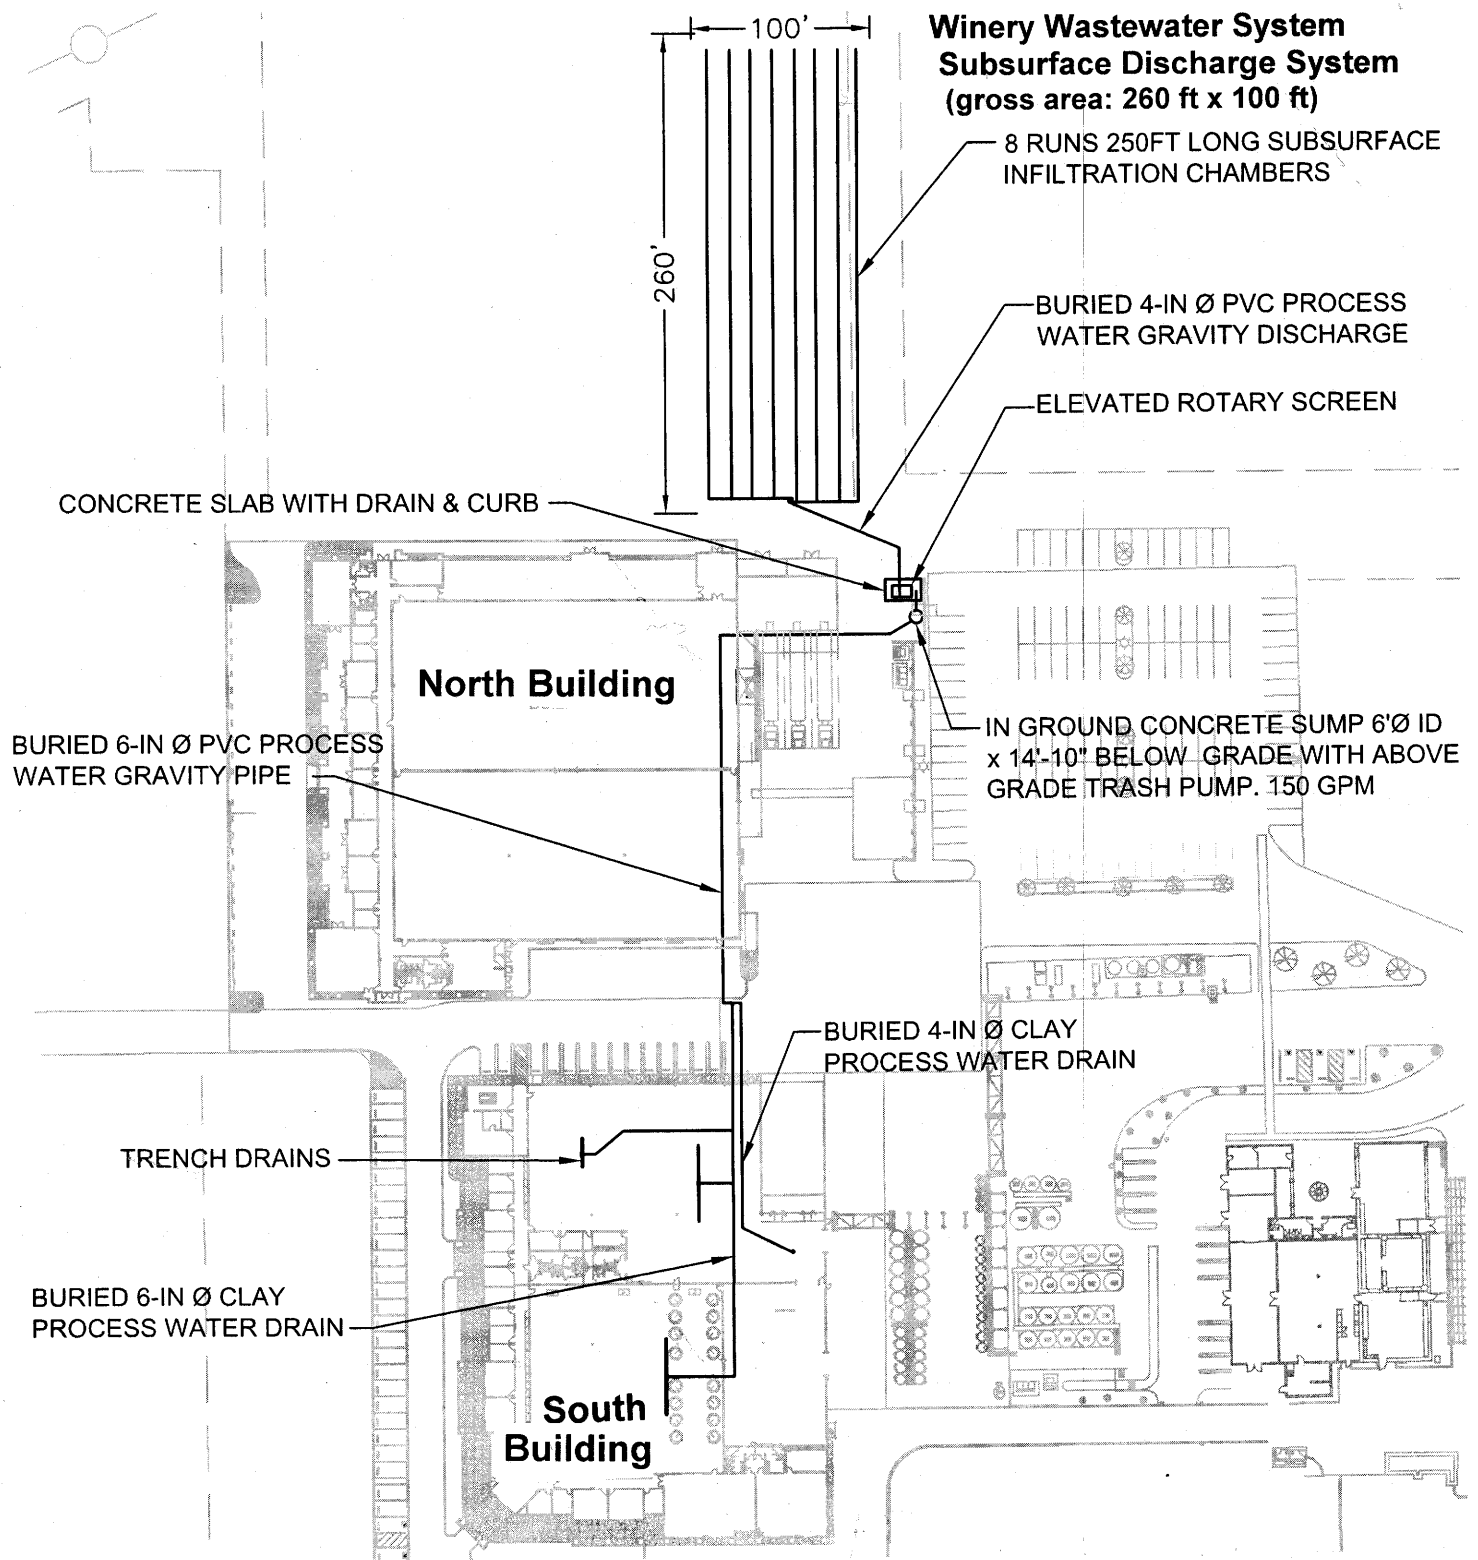 100'
Winery Wastewater System
Subsurface Discharge System
(gross area: 260 ft x 100 ft)
8 RUNS 250FT LONG SUBSURFACE
INFILTRATION CHAMBERS
260'
BURIED 4-IN Ø PVC PROCESS
WATER GRAVITY DISCHARGE
ELEVATED ROTARY SCREEN
CONCRETE SLAB WITH DRAIN & CURB
North Building
IN GROUND CONCRETE SUMP 6'Ø ID
x 14'-10" BELOW GRADE WITH ABOVE
GRADE TRASH PUMP. 150 GPM
BURIED 6-IN Ø PVC PROCESS
WATER GRAVITY PIPE
BURIED 4-IN Ø CLAY
PROCESS WATER DRAIN
TRENCH DRAINS
BURIED 6-IN Ø CLAY
PROCESS WATER DRAIN
South
Building